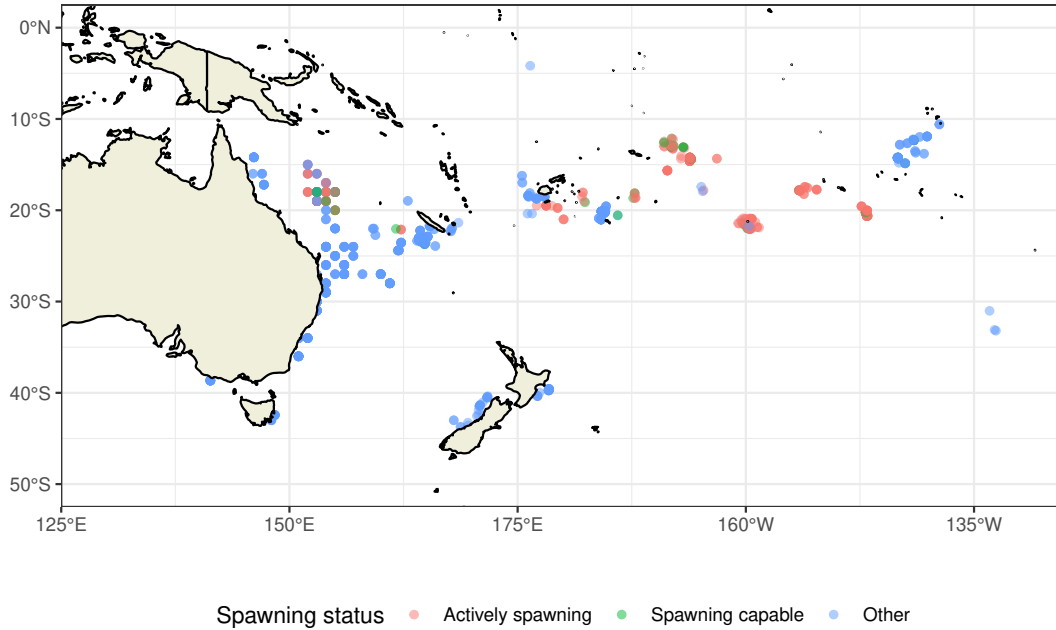 0°N
10°S
20°S
30°S
40°S
50°S
125°E 150°E 175°E 160°W 135°W
Spawning status Actively spawning Spawning capable Other